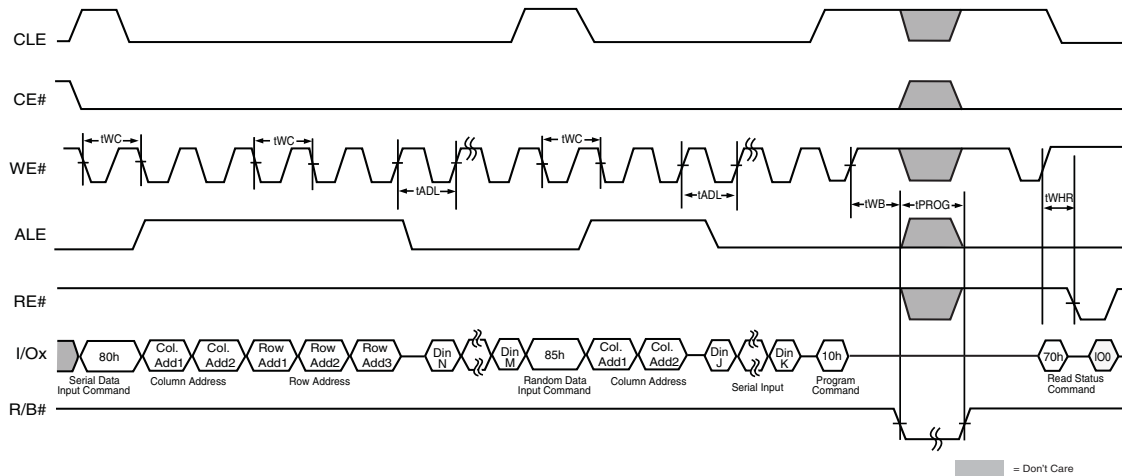 CLE
CE#
tWC
tWC
tWC
WE#
tADL
tADL
tWB
tPROG
tWHR
ALE
RE#
I/Ox
80h
Col. Add1
Col. Add2
Row Add1
Row Add2
Row Add3
Din N
Din M
85h
Col. Add1
Col. Add2
Din J
Din K
10h
70h
IO0
Serial Data Input Command
Column Address
Row Address
Random Data Input Command
Column Address
Serial Input
Program Command
Read Status Command
R/B#
= Don't Care